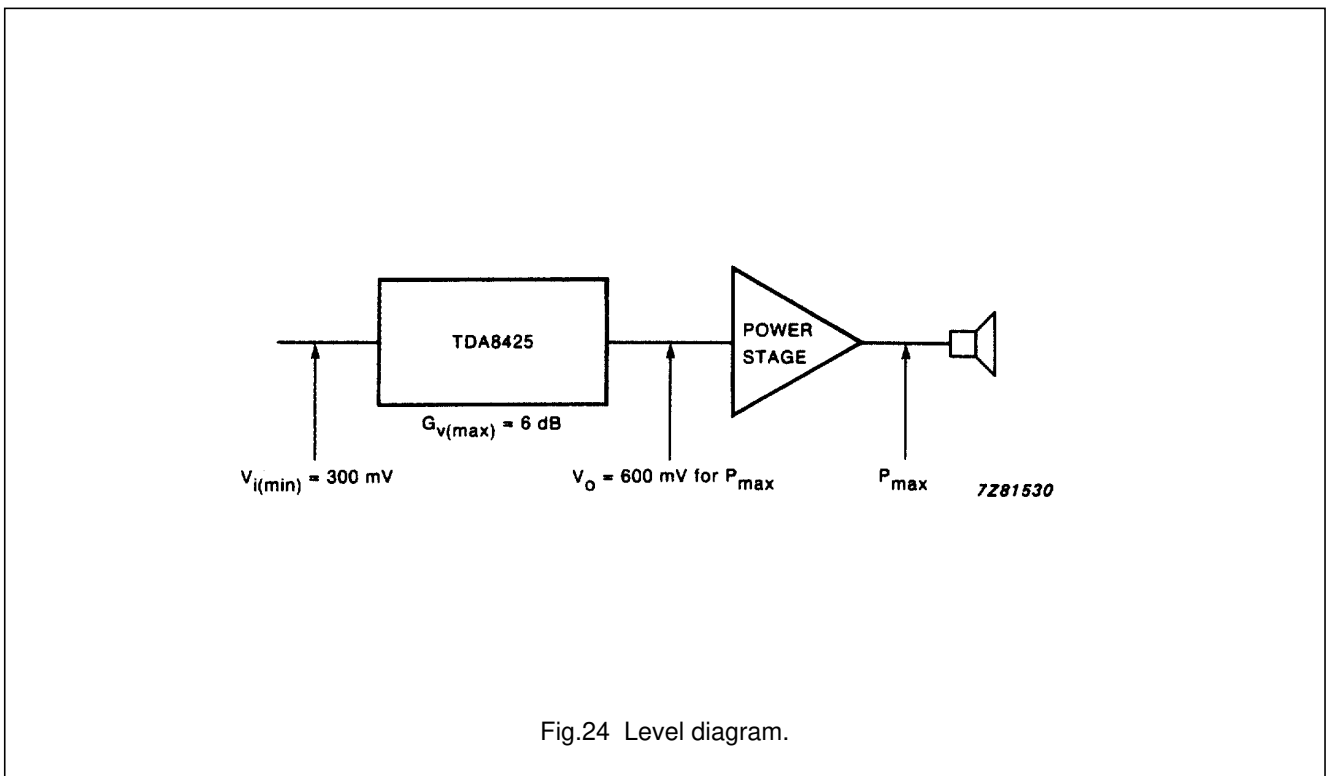 TDA8425
POWER
STAGE
Gv(max) = 6 dB
Vi(min) = 300 mV
Vo = 600 mV for Pmax
Pmax
7Z81530
Fig.24 Level diagram.